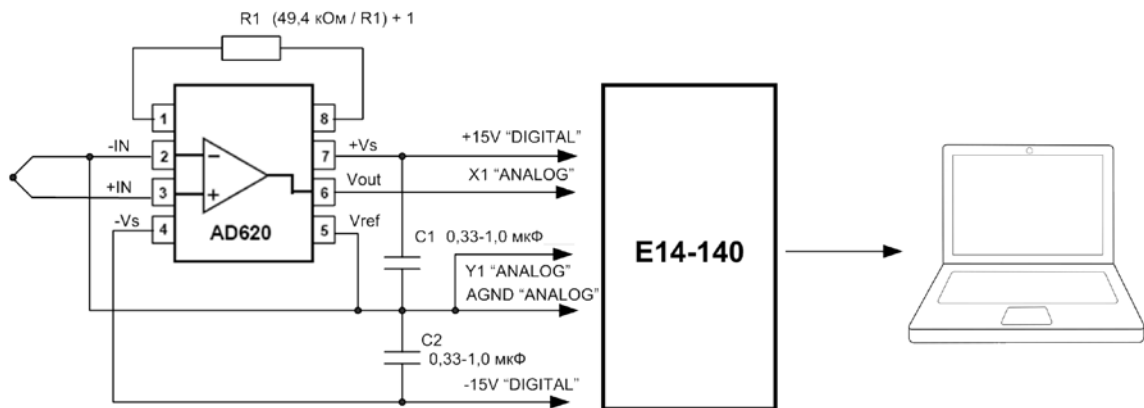 R1 (49,4 кОм / R1) + 1
1
8
-IN
2
7
+Vs
+15V “DIGITAL”
+IN
3
6
Vout
X1 “ANALOG”
-Vs
4
5
Vref
AD620
C1 0,33-1,0 мкФ
Y1 “ANALOG”
AGND “ANALOG”
E14-140
C2
0,33-1,0 мкФ
-15V “DIGITAL”